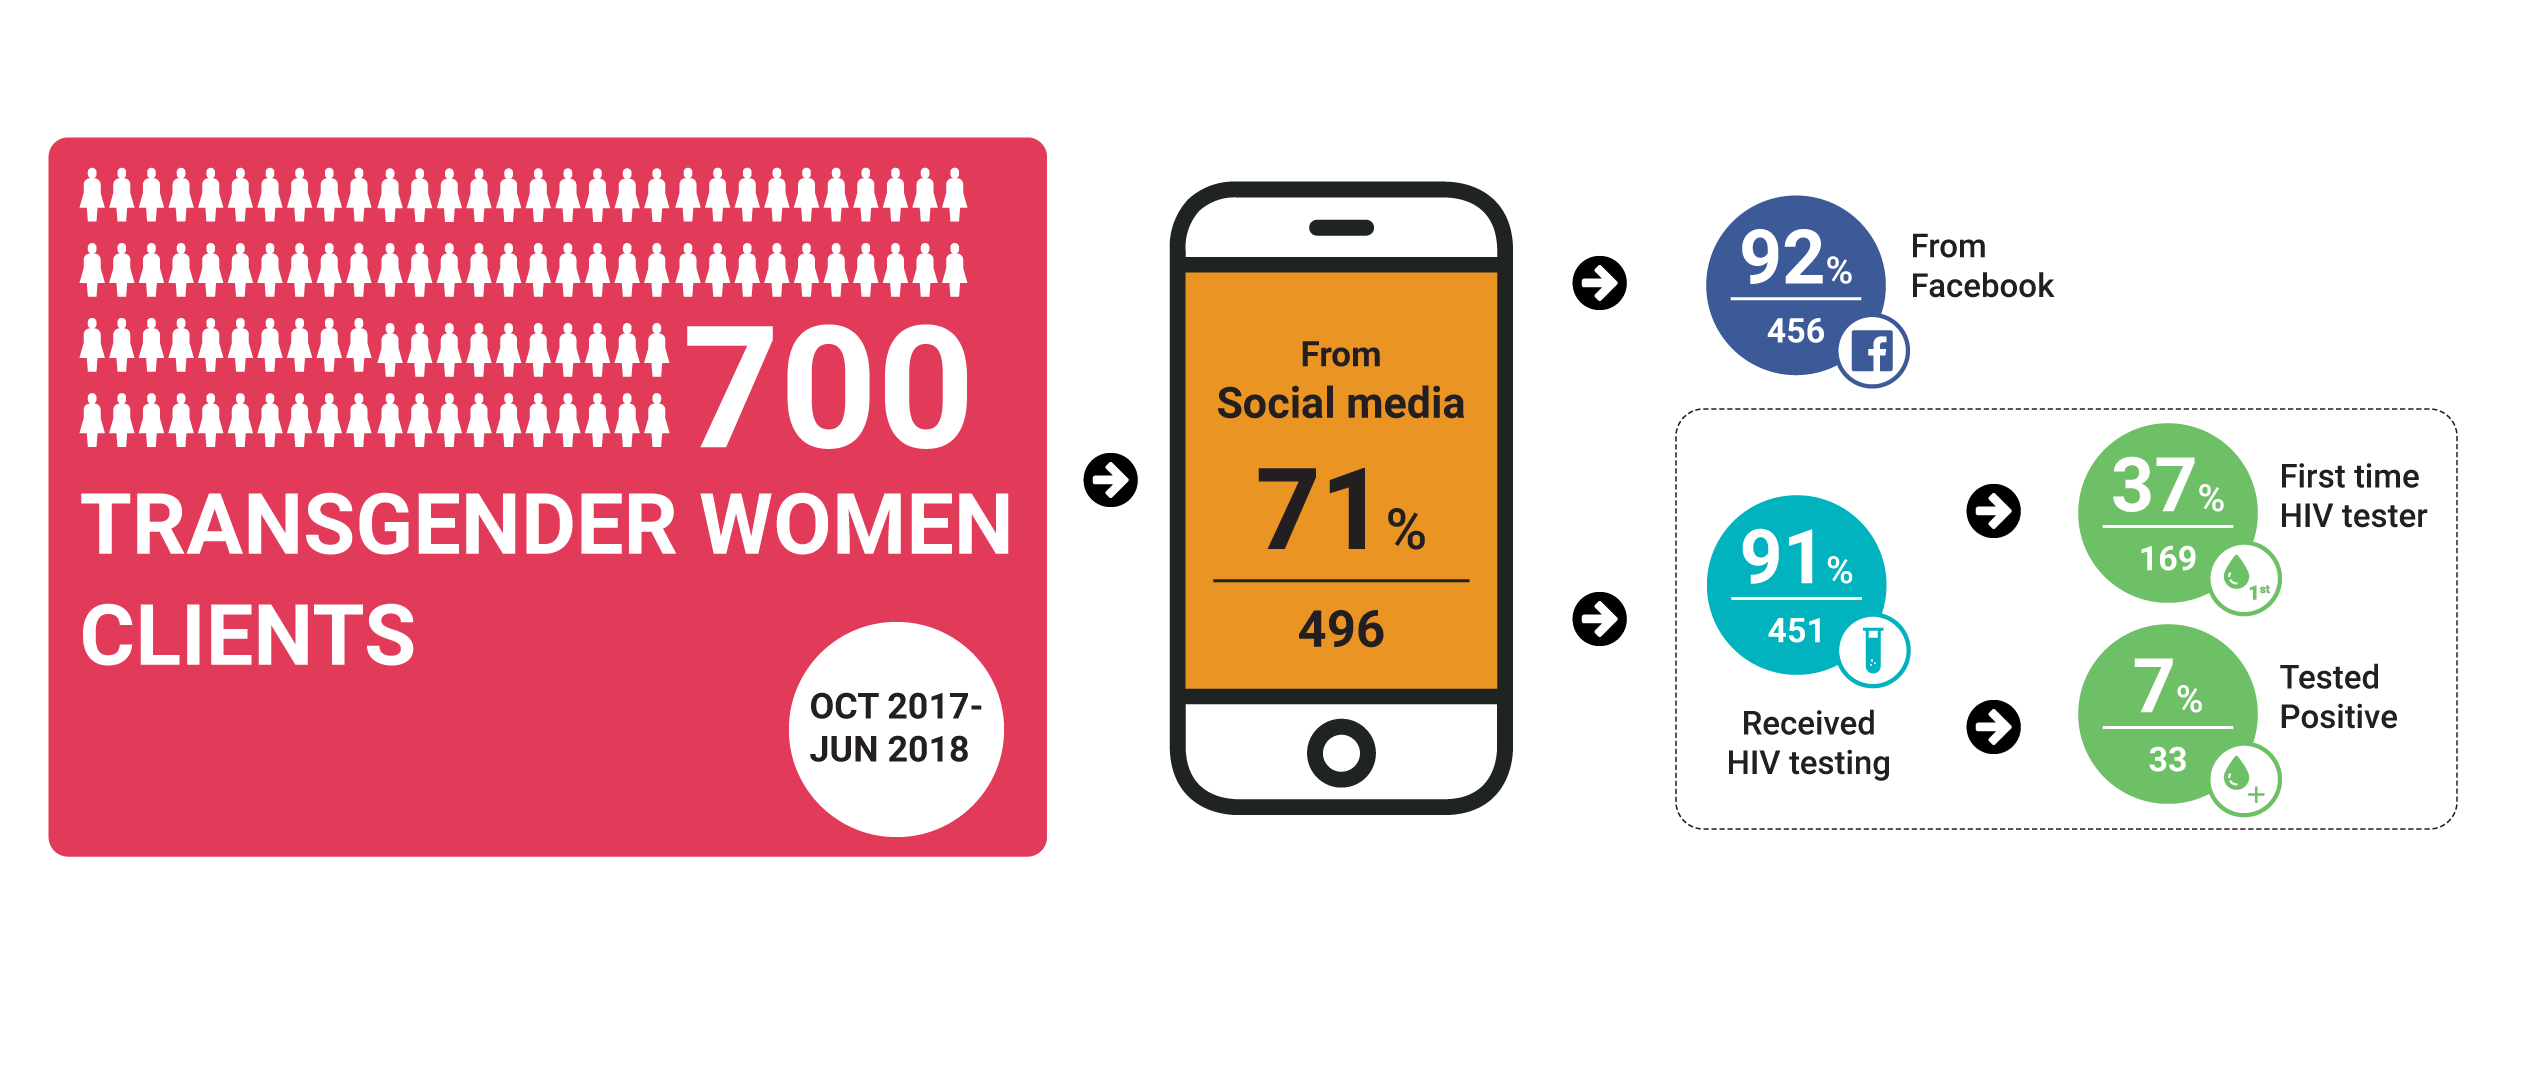 700
TRANSGENDER WOMEN
CLIENTS
OCT 2017-
JUN 2018
From
Social media
71%
496
92%
456
From
Facebook
91%
451
Received
HIV testing
37%
169
1st
First time
HIV tester
7%
33
+
Tested
Positive